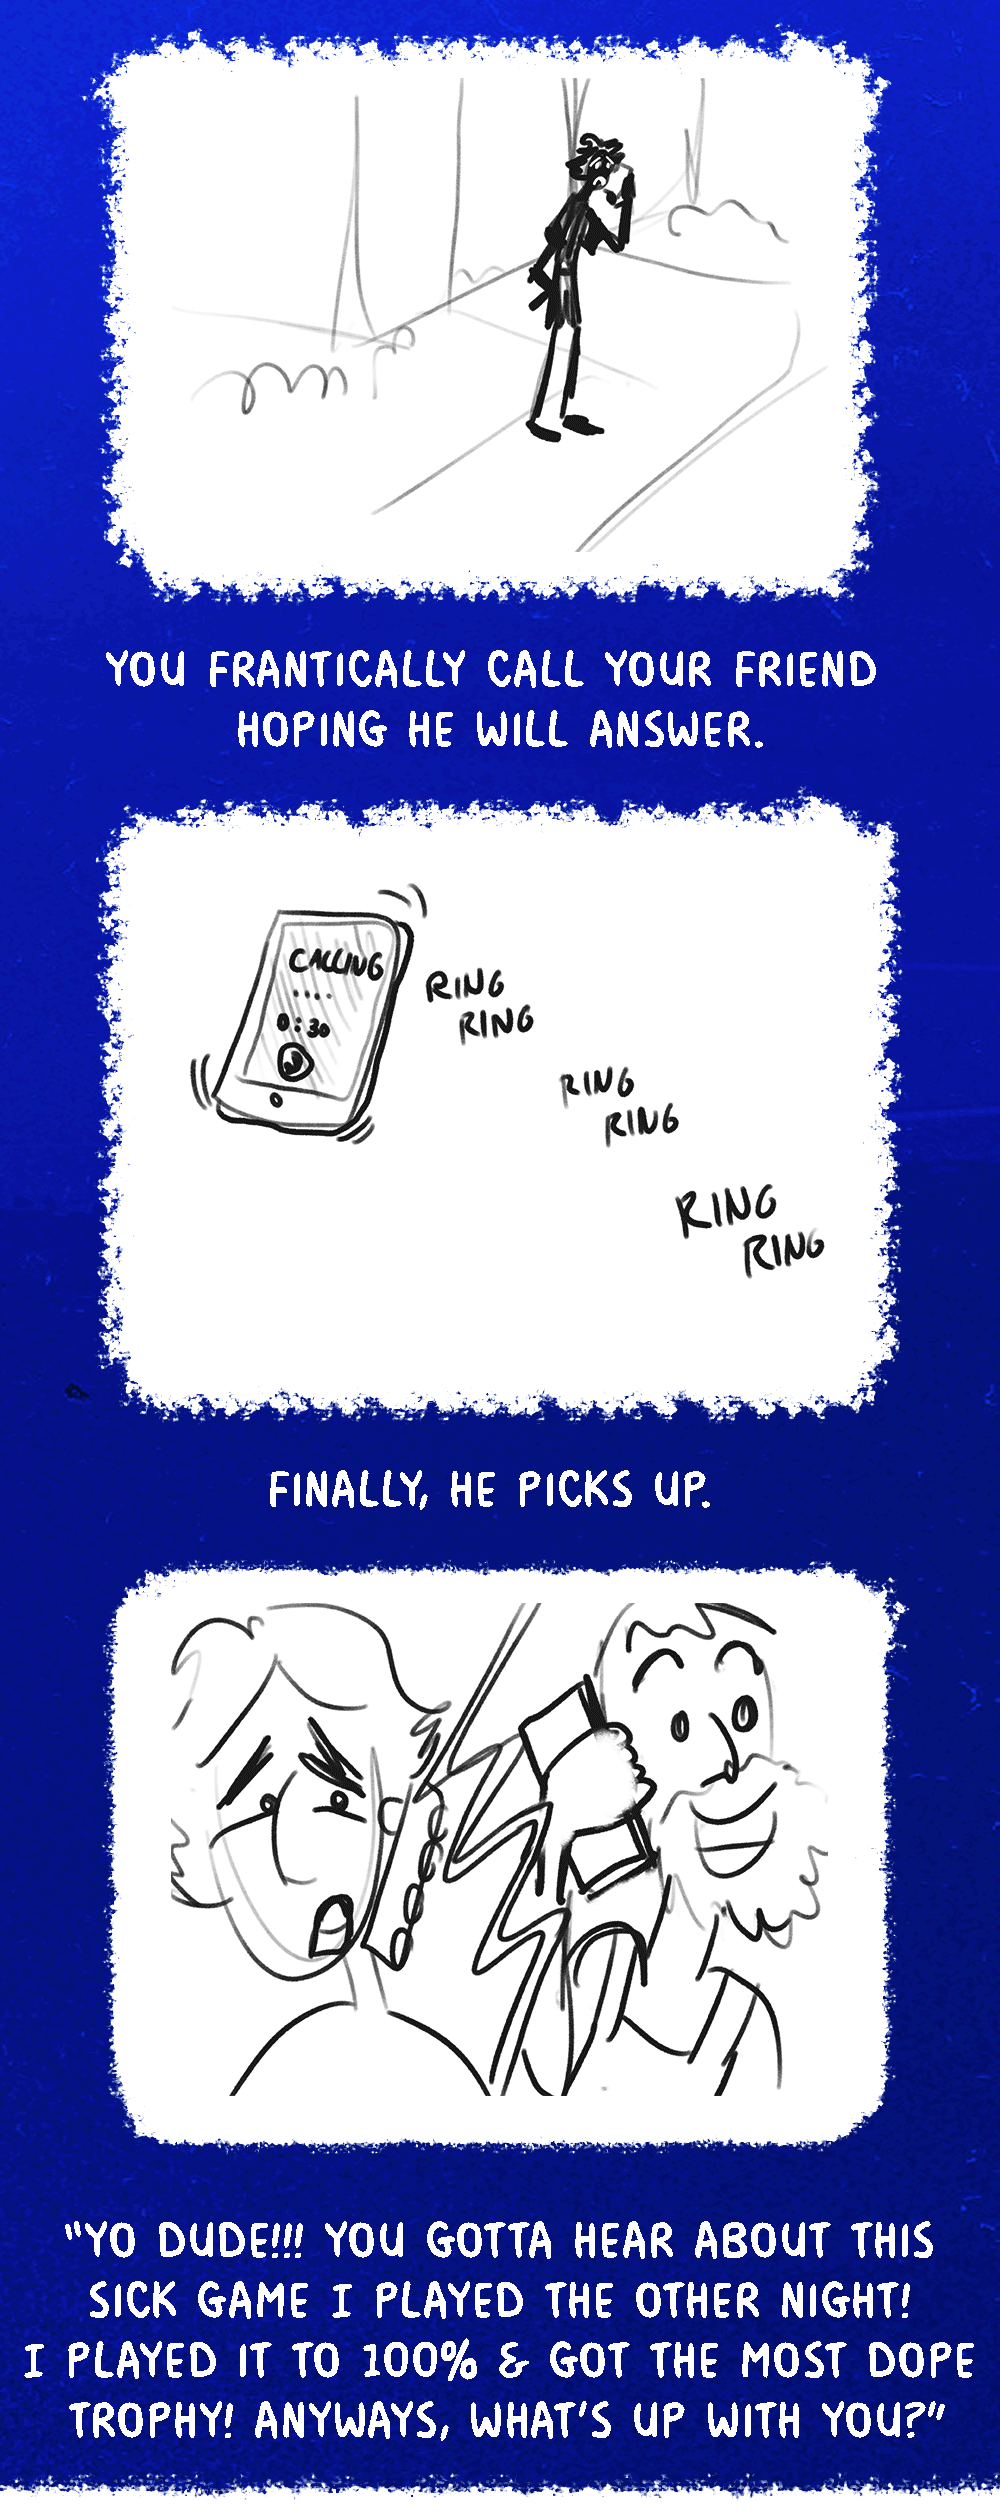 YOU FRANTICALLY CALL YOUR FRIEND
HOPING HE WILL ANSWER.
CALLING
....
0:30
RING
RING
RING
RING
RING
RING
FINALLY, HE PICKS UP.
"YO DUDE!!! YOU GOTTA HEAR ABOUT THIS
SICK GAME I PLAYED THE OTHER NIGHT!
I PLAYED IT TO 100% & GOT THE MOST DOPE
TROPHY! ANYWAYS, WHAT'S UP WITH YOU?"